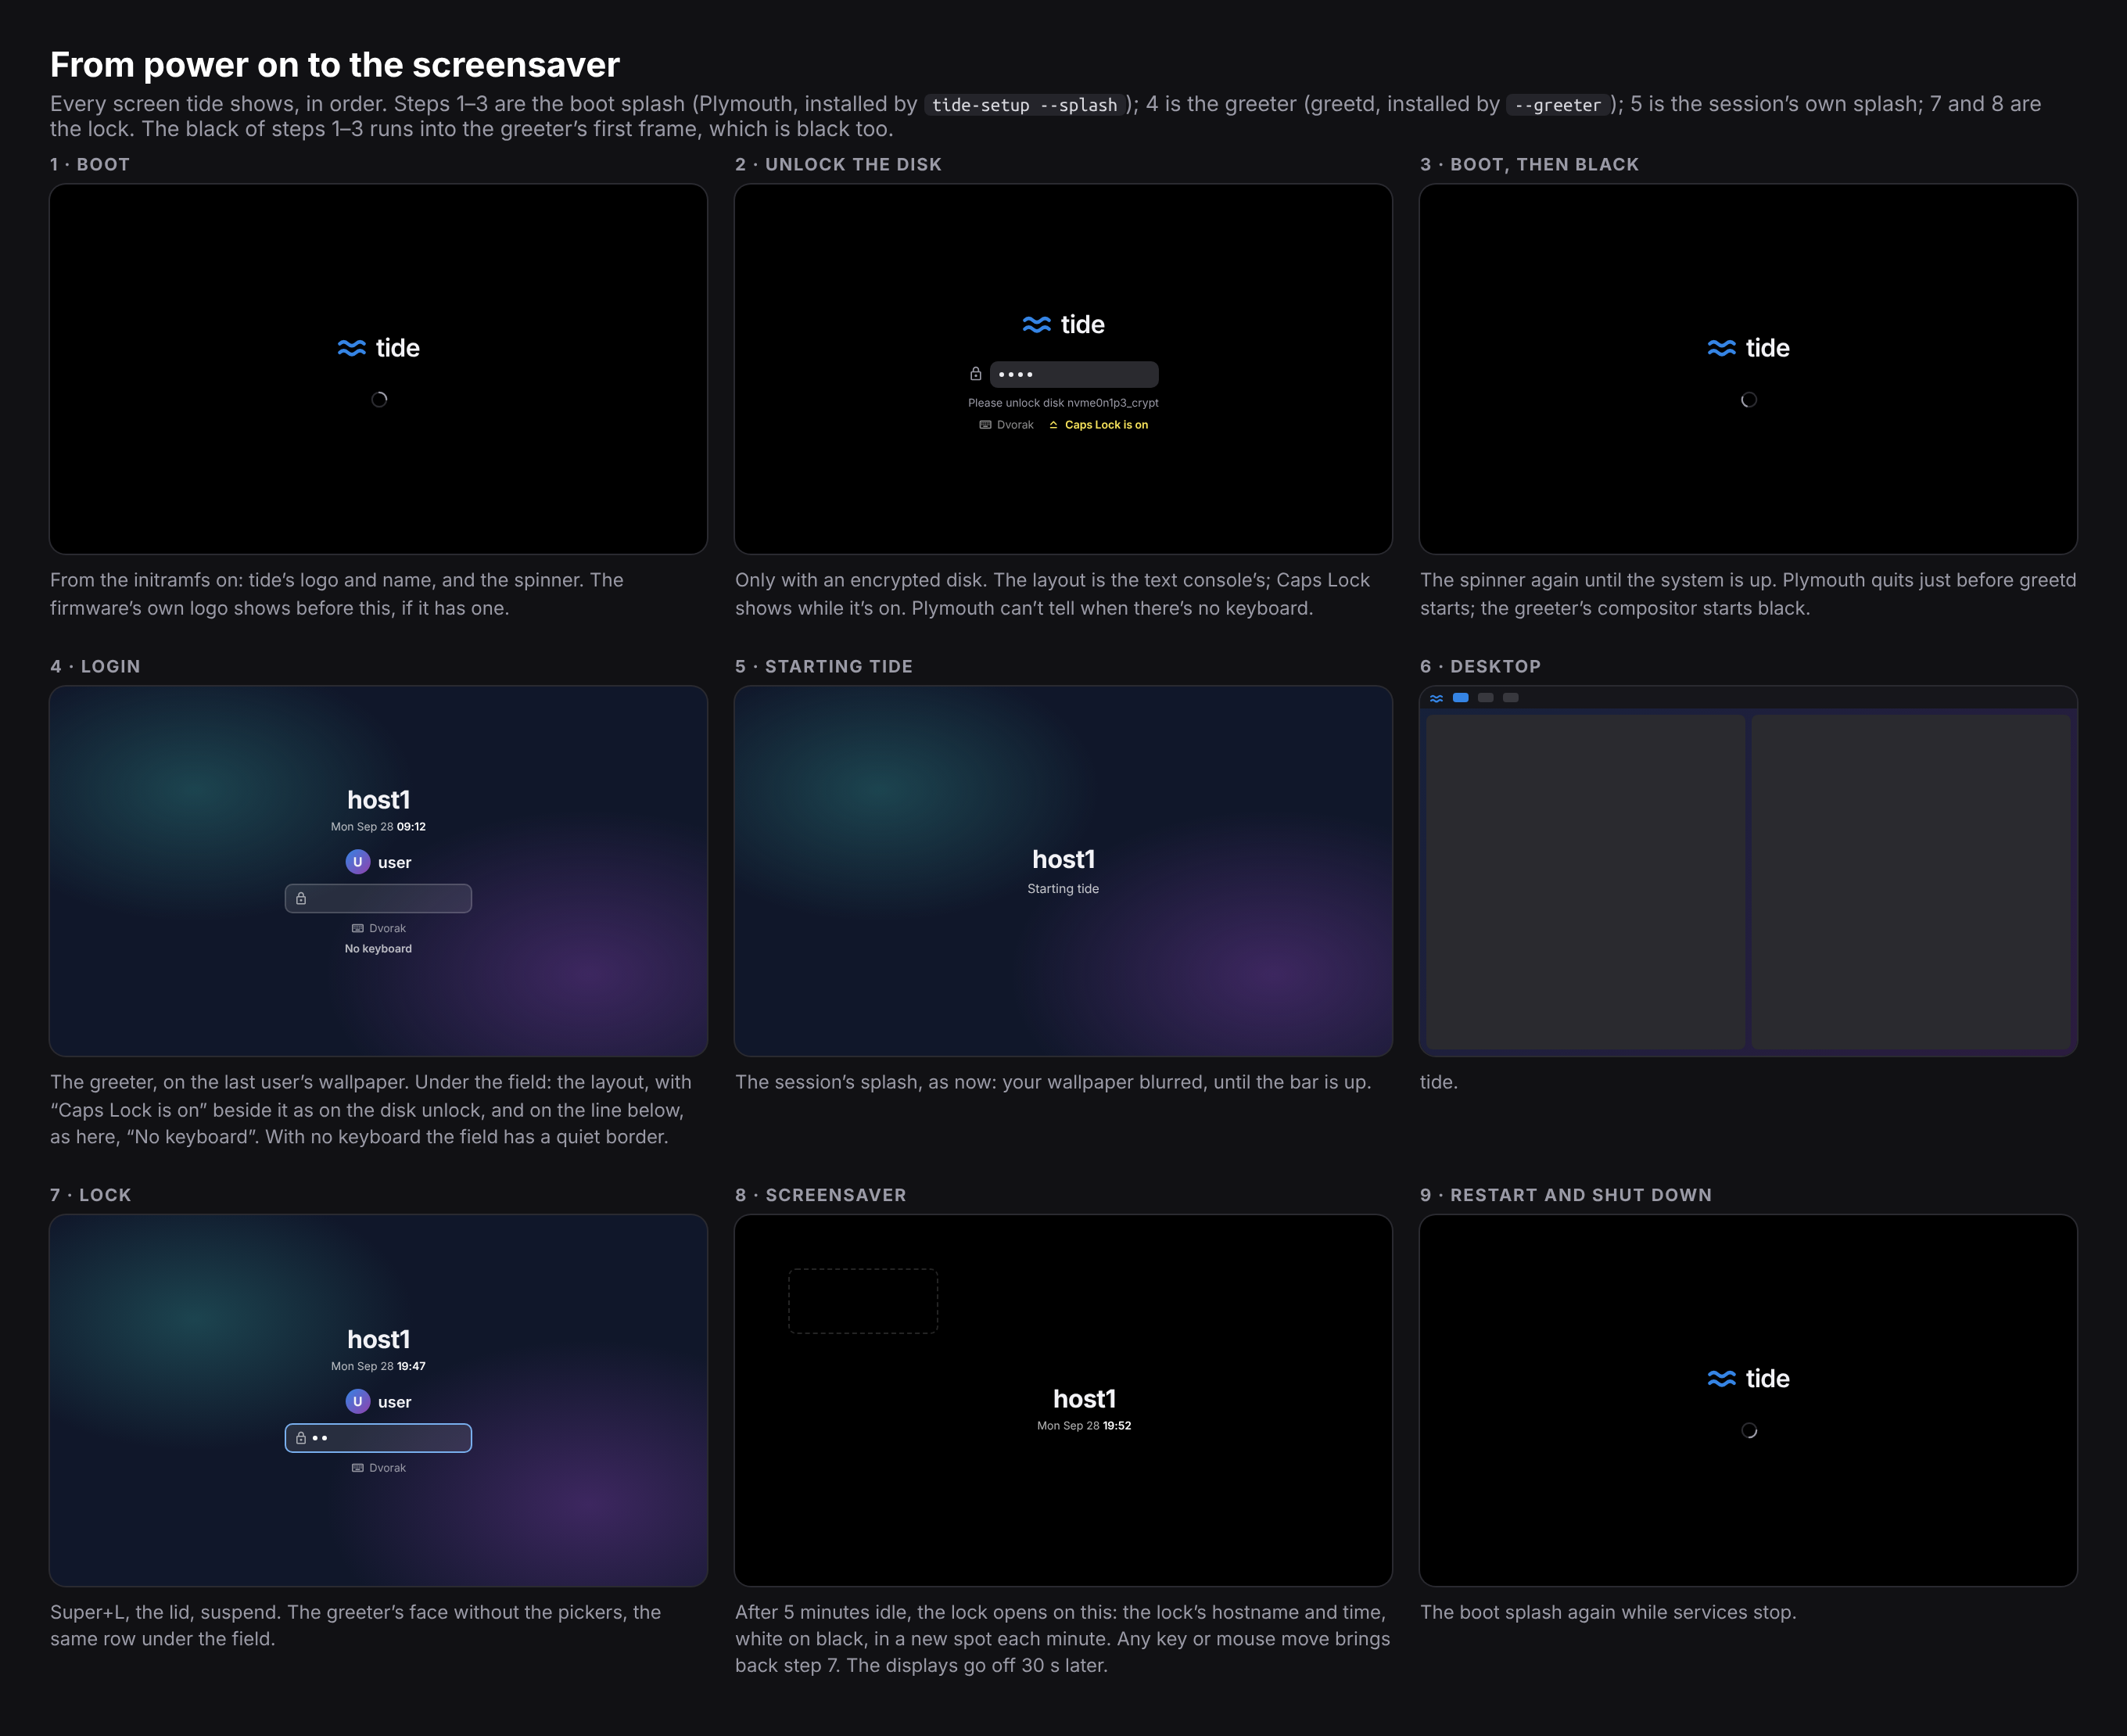 From power on to the screensaver
Every screen tide shows, in order. Steps 1–3 are the boot splash (Plymouth, installed by tide-setup --splash); 4 is the greeter (greetd, installed by --greeter); 5 is the session’s own splash; 7 and 8 are
the lock. The black of steps 1–3 runs into the greeter’s first frame, which is black too.
1 · BOOT
tide
From the initramfs on: tide’s logo and name, and the spinner. The
firmware’s own logo shows before this, if it has one.
2 · UNLOCK THE DISK
tide
Please unlock disk nvme0n1p3_crypt
Dvorak Caps Lock is on
Only with an encrypted disk. The layout is the text console’s; Caps Lock
shows while it’s on. Plymouth can’t tell when there’s no keyboard.
3 · BOOT, THEN BLACK
tide
The spinner again until the system is up. Plymouth quits just before greetd
starts; the greeter’s compositor starts black.
4 · LOGIN
host1
Mon Sep 28 09:12
U user
Dvorak
No keyboard
The greeter, on the last user’s wallpaper. Under the field: the layout, with
“Caps Lock is on” beside it as on the disk unlock, and on the line below,
as here, “No keyboard”. With no keyboard the field has a quiet border.
5 · STARTING TIDE
host1
Starting tide
The session’s splash, as now: your wallpaper blurred, until the bar is up.
6 · DESKTOP
tide.
7 · LOCK
host1
Mon Sep 28 19:47
U user
Dvorak
Super+L, the lid, suspend. The greeter’s face without the pickers, the
same row under the field.
8 · SCREENSAVER
host1
Mon Sep 28 19:52
After 5 minutes idle, the lock opens on this: the lock’s hostname and time,
white on black, in a new spot each minute. Any key or mouse move brings
back step 7. The displays go off 30 s later.
9 · RESTART AND SHUT DOWN
tide
The boot splash again while services stop.